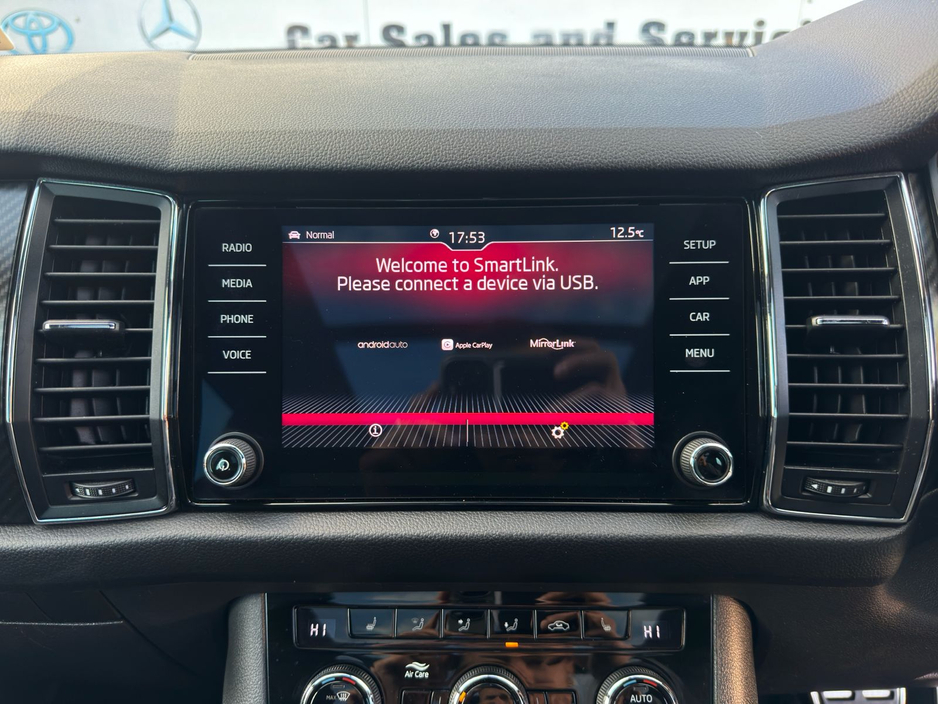 Car Sales and Servic
Normal
17:53
12.5°C
Welcome to SmartLink.
Please connect a device via USB.
androidauto
Apple CarPlay
MirrorLink
RADIO
MEDIA
PHONE
VOICE
SETUP
APP
CAR
MENU
HI
HI
Air Care
MAX
AUTO